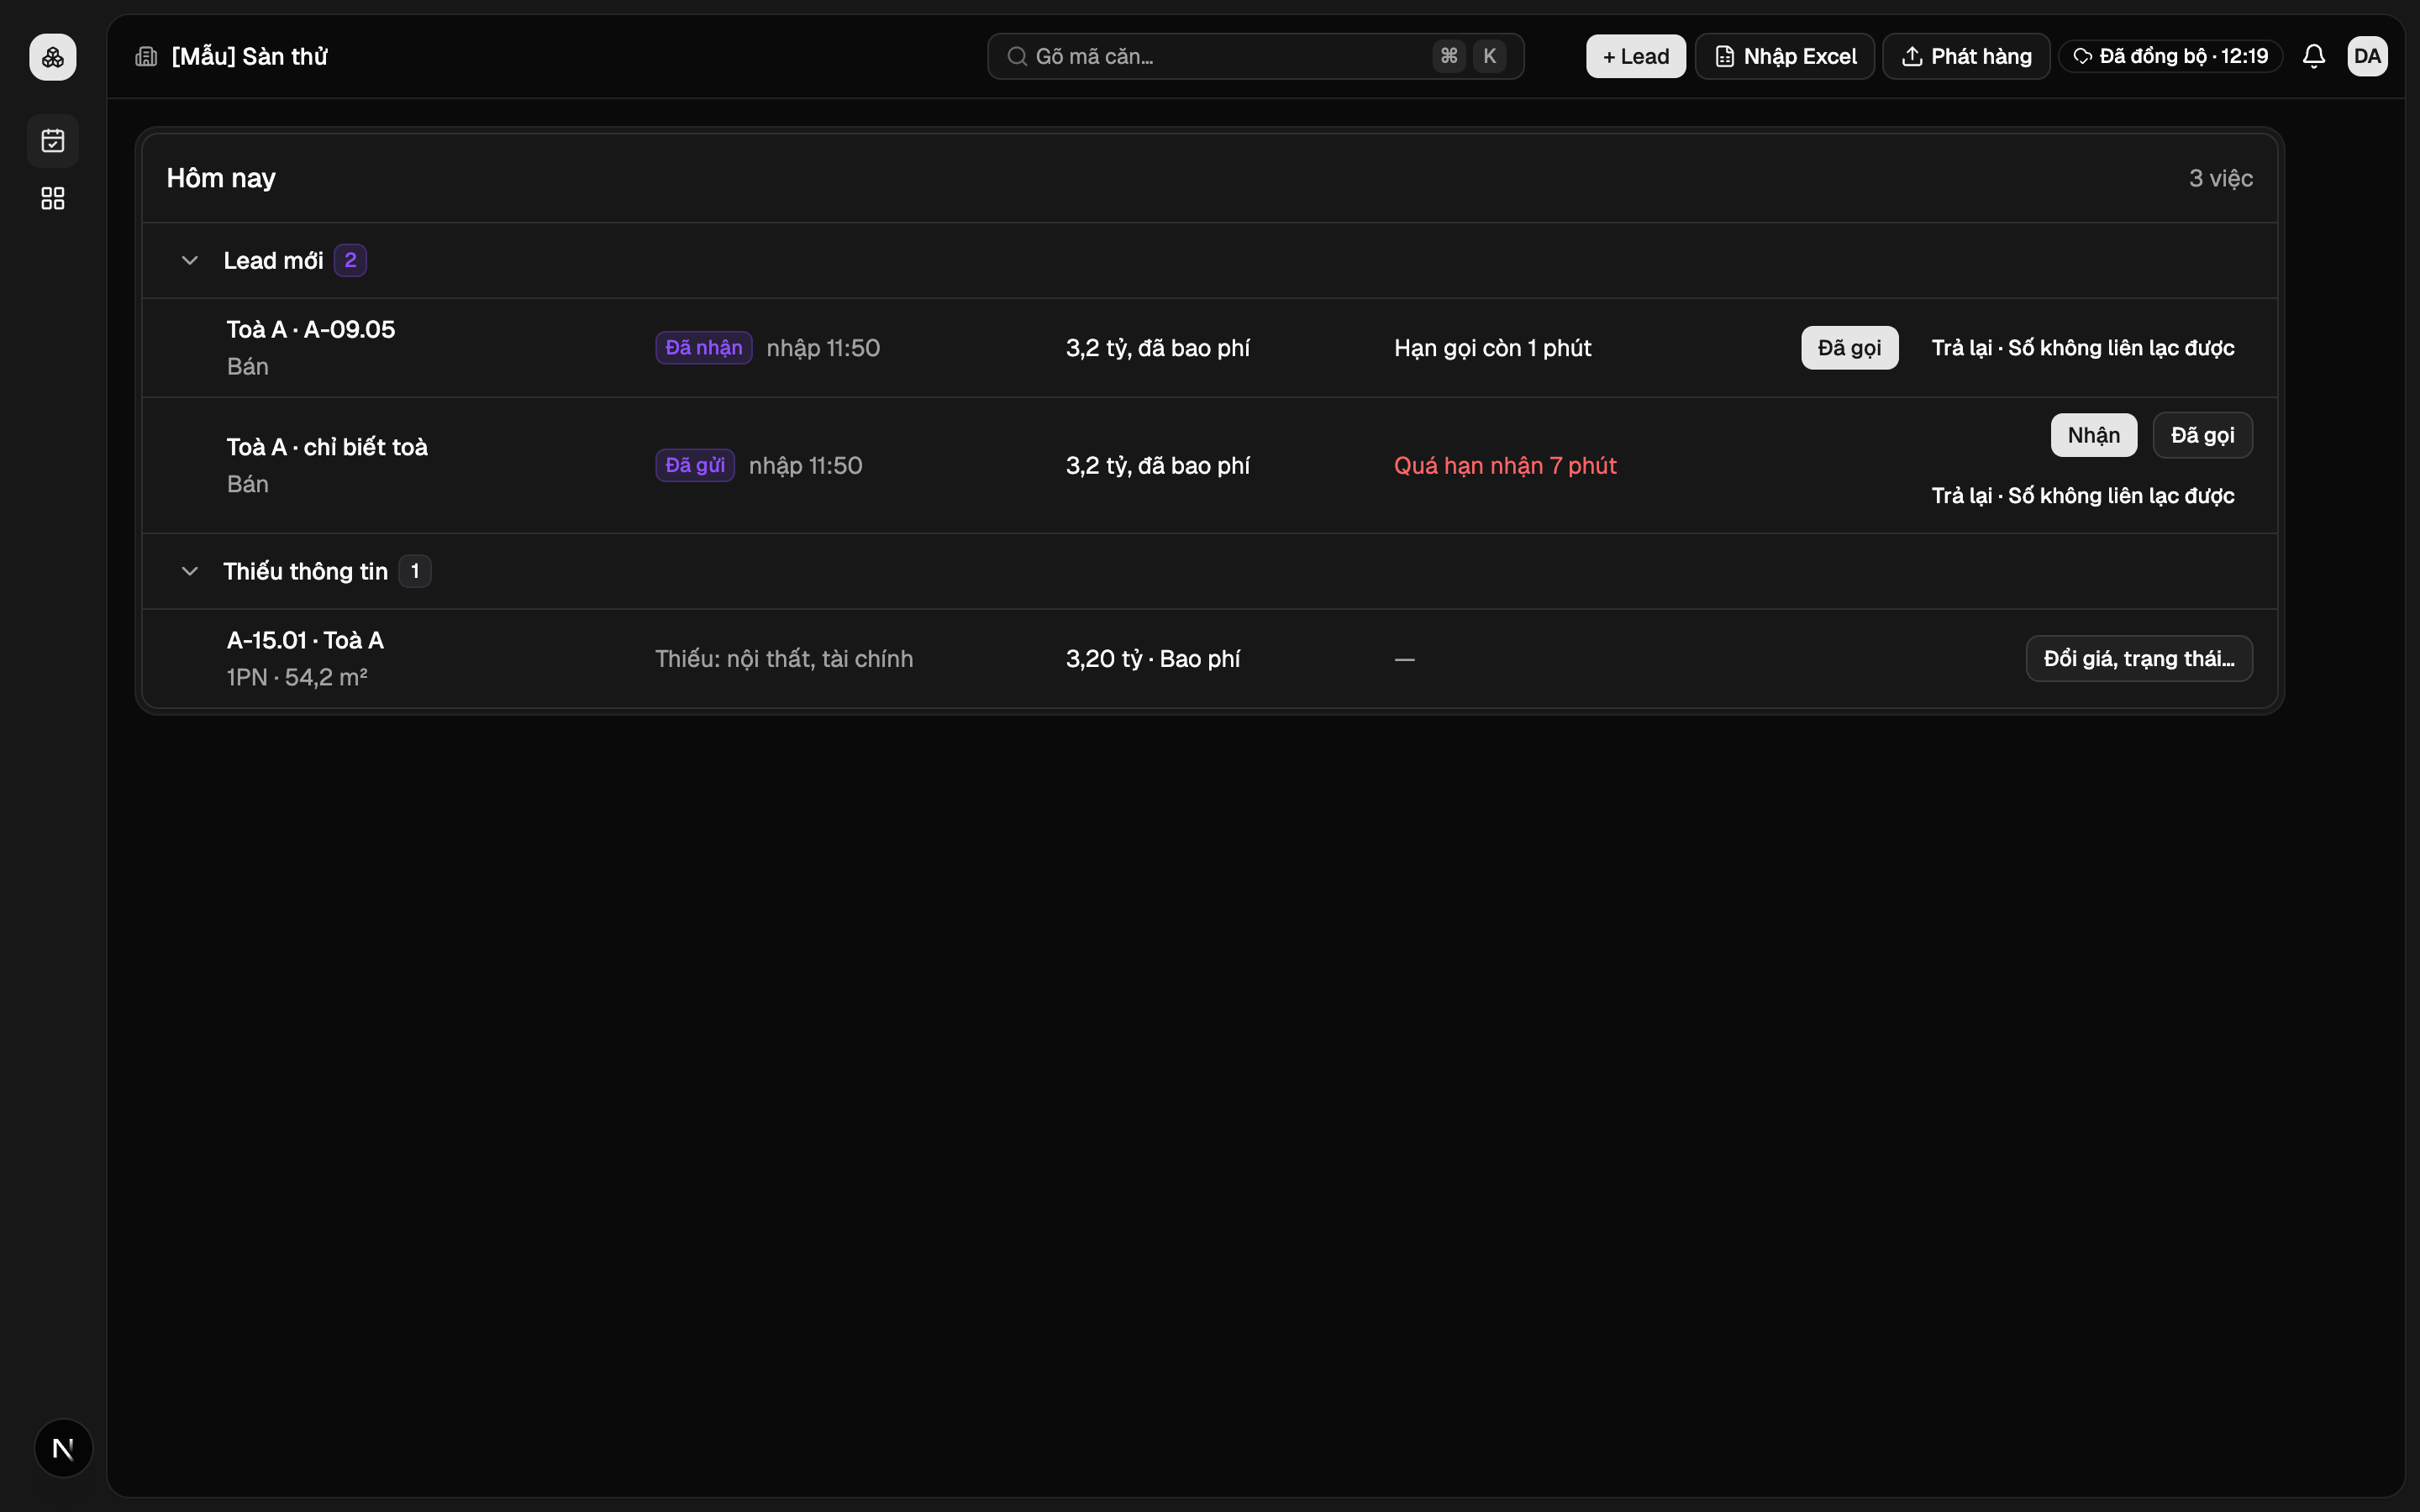 [Mẫu] Sàn thử
Gõ mã căn...
⌘ K
+ Lead
Nhập Excel
Phát hàng
Đã đồng bộ · 12:19
DA
Hôm nay
3 việc
Lead mới 2
Toà A · A-09.05
Bán
Đã nhận nhập 11:50
3,2 tỷ, đã bao phí
Hạn gọi còn 1 phút
Đã gọi
Trả lại · Số không liên lạc được
Toà A · chỉ biết toà
Bán
Đã gửi nhập 11:50
3,2 tỷ, đã bao phí
Quá hạn nhận 7 phút
Nhận
Đã gọi
Trả lại · Số không liên lạc được
Thiếu thông tin 1
A-15.01 · Toà A
1PN · 54,2 m²
Thiếu: nội thất, tài chính
3,20 tỷ · Bao phí
—
Đổi giá, trạng thái...
N